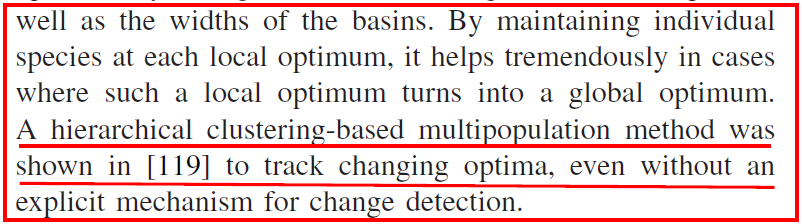 well as the widths of the basins. By maintaining individual
species at each local optimum, it helps tremendously in cases
where such a local optimum turns into a global optimum.
A hierarchical clustering-based multipopulation method was
shown in [119] to track changing optima, even without an
explicit mechanism for change detection.